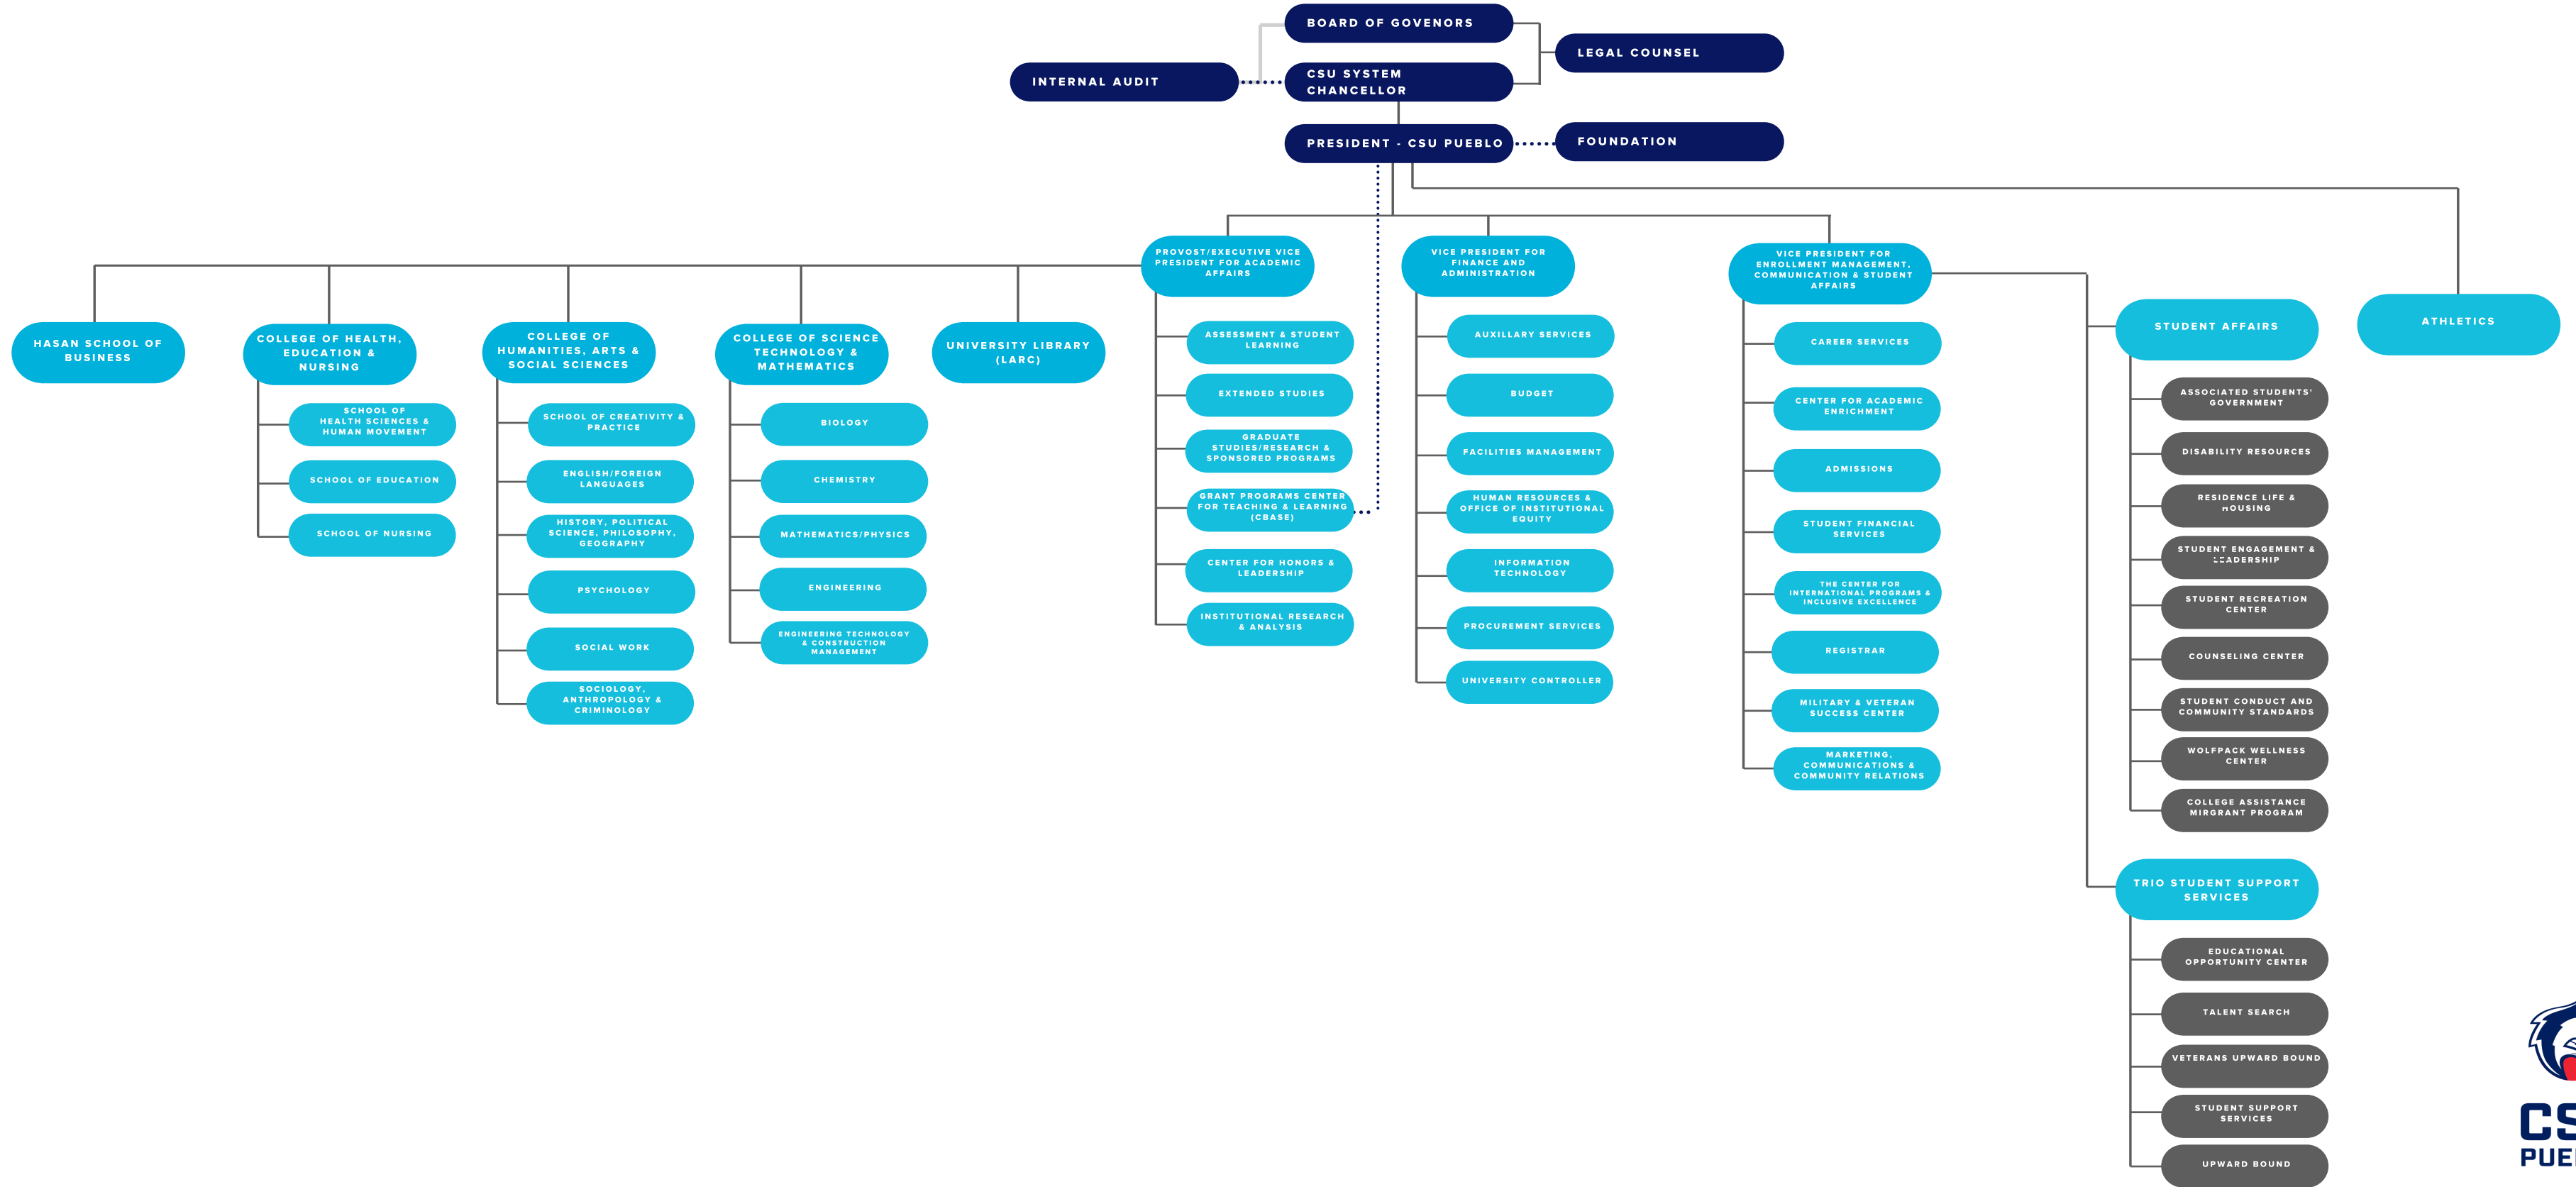 BOARD OF GOVENORS
LEGAL COUNSEL
INTERNAL AUDIT
CSU SYSTEM
CHANCELLOR
PRESIDENT - CSU PUEBLO
FOUNDATION
PROVOST/EXECUTIVE VICE
PRESIDENT FOR ACADEMIC
AFFAIRS
VICE PRESIDENT FOR
FINANCE AND
ADMINISTRATION
VICE PRESIDENT FOR
ENROLLMENT MANAGEMENT,
COMMUNICATION & STUDENT
AFFAIRS
STUDENT AFFAIRS
ATHLETICS
HASAN SCHOOL OF
BUSINESS
COLLEGE OF HEALTH,
EDUCATION &
NURSING
COLLEGE OF
HUMANITIES, ARTS &
SOCIAL SCIENCES
COLLEGE OF SCIENCE
TECHNOLOGY &
MATHEMATICS
UNIVERSITY LIBRARY
(LARC)
SCHOOL OF
HEALTH SCIENCES &
HUMAN MOVEMENT
SCHOOL OF EDUCATION
SCHOOL OF NURSING
SCHOOL OF CREATIVITY &
PRACTICE
ENGLISH/FOREIGN
LANGUAGES
HISTORY, POLITICAL
SCIENCE, PHILOSOPHY,
GEOGRAPHY
PSYCHOLOGY
SOCIAL WORK
SOCIOLOGY,
ANTHROPOLOGY &
CRIMINOLOGY
BIOLOGY
CHEMISTRY
MATHEMATICS/PHYSICS
ENGINEERING
ENGINEERING TECHNOLOGY
& CONSTRUCTION
MANAGEMENT
ASSESSMENT & STUDENT
LEARNING
EXTENDED STUDIES
GRADUATE
STUDIES/RESEARCH &
SPONSORED PROGRAMS
GRANT PROGRAMS CENTER
FOR TEACHING & LEARNING
(CBASE)
CENTER FOR HONORS &
LEADERSHIP
INSTITUTIONAL RESEARCH
& ANALYSIS
AUXILLARY SERVICES
BUDGET
FACILITIES MANAGEMENT
HUMAN RESOURCES &
OFFICE OF INSTITUTIONAL
EQUITY
INFORMATION
TECHNOLOGY
PROCUREMENT SERVICES
UNIVERSITY CONTROLLER
CAREER SERVICES
CENTER FOR ACADEMIC
ENRICHMENT
ADMISSIONS
STUDENT FINANCIAL
SERVICES
THE CENTER FOR
INTERNATIONAL PROGRAMS &
INCLUSIVE EXCELLENCE
REGISTRAR
MILITARY & VETERAN
SUCCESS CENTER
MARKETING,
COMMUNICATIONS &
COMMUNITY RELATIONS
ASSOCIATED STUDENTS'
GOVERNMENT
DISABILITY RESOURCES
RESIDENCE LIFE &
HOUSING
STUDENT ENGAGEMENT &
LEADERSHIP
STUDENT RECREATION
CENTER
COUNSELING CENTER
STUDENT CONDUCT AND
COMMUNITY STANDARDS
WOLFPACK WELLNESS
CENTER
COLLEGE ASSISTANCE
MIRGRANT PROGRAM
TRIO STUDENT SUPPORT
SERVICES
EDUCATIONAL
OPPORTUNITY CENTER
TALENT SEARCH
VETERANS UPWARD BOUND
STUDENT SUPPORT
SERVICES
UPWARD BOUND
CS
PUE